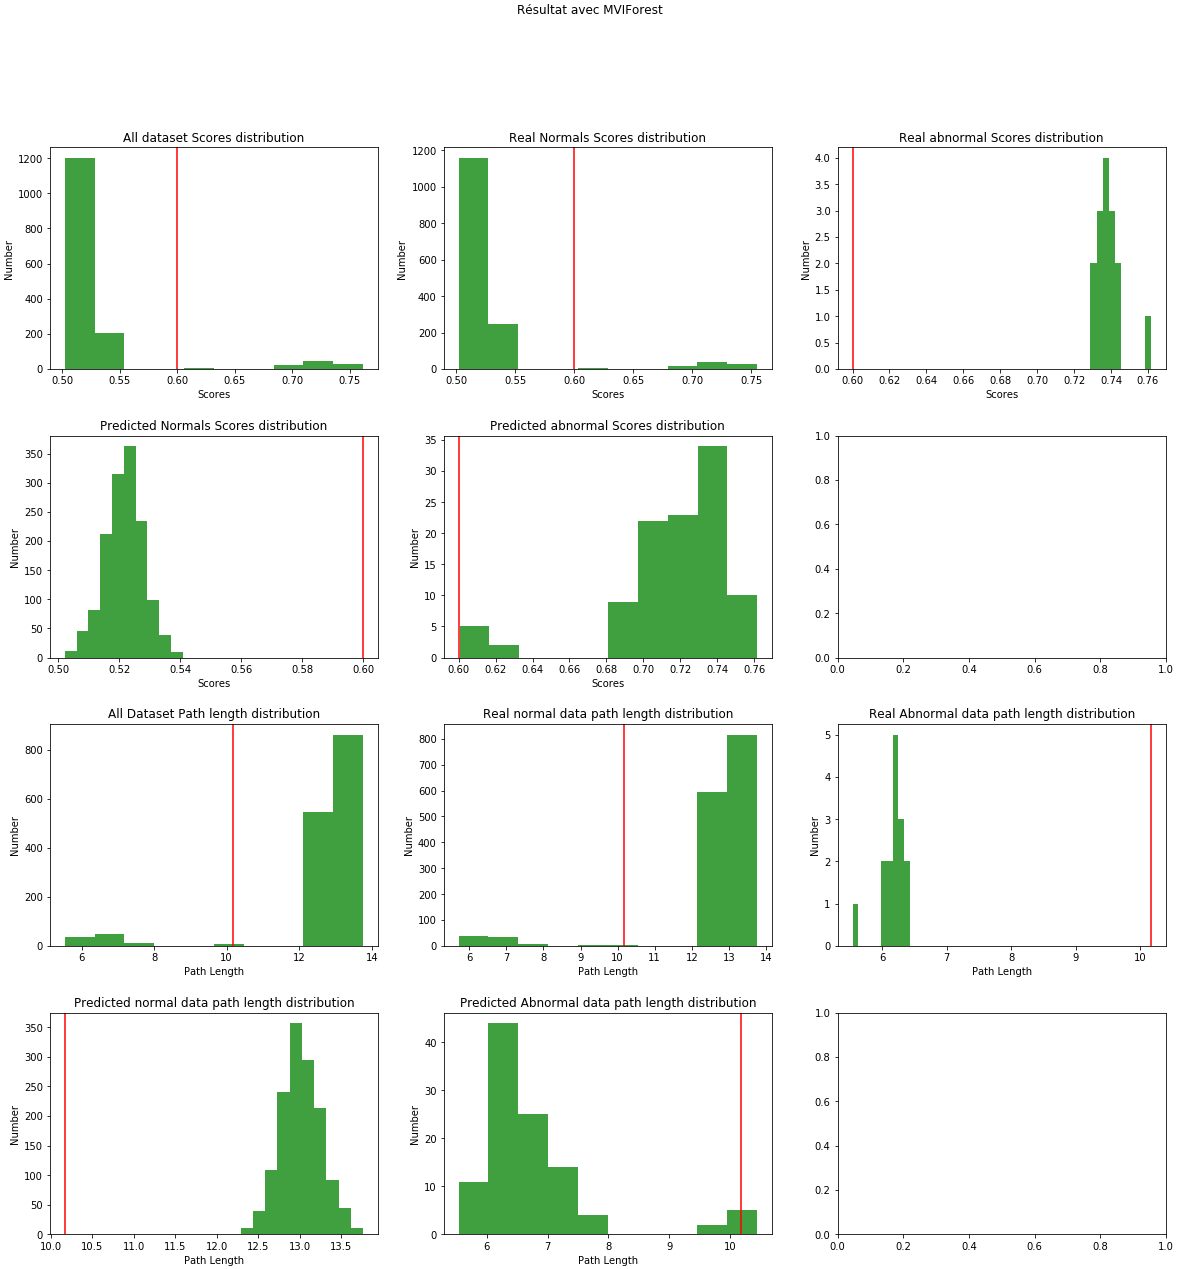 Résultat avec MVIForest
All dataset Scores distribution
Real Normals Scores distribution
Real abnormal Scores distribution
Number
0 200 400 600 800 1000 1200
0.50 0.55 0.60 0.65 0.70 0.75
Scores
Number
0 200 400 600 800 1000 1200
0.50 0.55 0.60 0.65 0.70 0.75
Scores
Number
0.0 0.5 1.0 1.5 2.0 2.5 3.0 3.5 4.0
0.60 0.62 0.64 0.66 0.68 0.70 0.72 0.74 0.76
Scores
Predicted Normals Scores distribution
Predicted abnormal Scores distribution
Number
0 50 100 150 200 250 300 350
0.50 0.52 0.54 0.56 0.58 0.60
Scores
Number
0 5 10 15 20 25 30 35
0.60 0.62 0.64 0.66 0.68 0.70 0.72 0.74 0.76
Scores
0.0 0.2 0.4 0.6 0.8 1.0
0.0 0.2 0.4 0.6 0.8 1.0
All Dataset Path length distribution
Real normal data path length distribution
Real Abnormal data path length distribution
Number
0 200 400 600 800
6 8 10 12 14
Path Length
Number
0 100 200 300 400 500 600 700 800
6 7 8 9 10 11 12 13 14
Path Length
Number
0 1 2 3 4 5
6 7 8 9 10
Path Length
Predicted normal data path length distribution
Predicted Abnormal data path length distribution
Number
0 50 100 150 200 250 300 350
10.0 10.5 11.0 11.5 12.0 12.5 13.0 13.5
Path Length
Number
0 10 20 30 40
6 7 8 9 10
Path Length
0.0 0.2 0.4 0.6 0.8 1.0
0.0 0.2 0.4 0.6 0.8 1.0